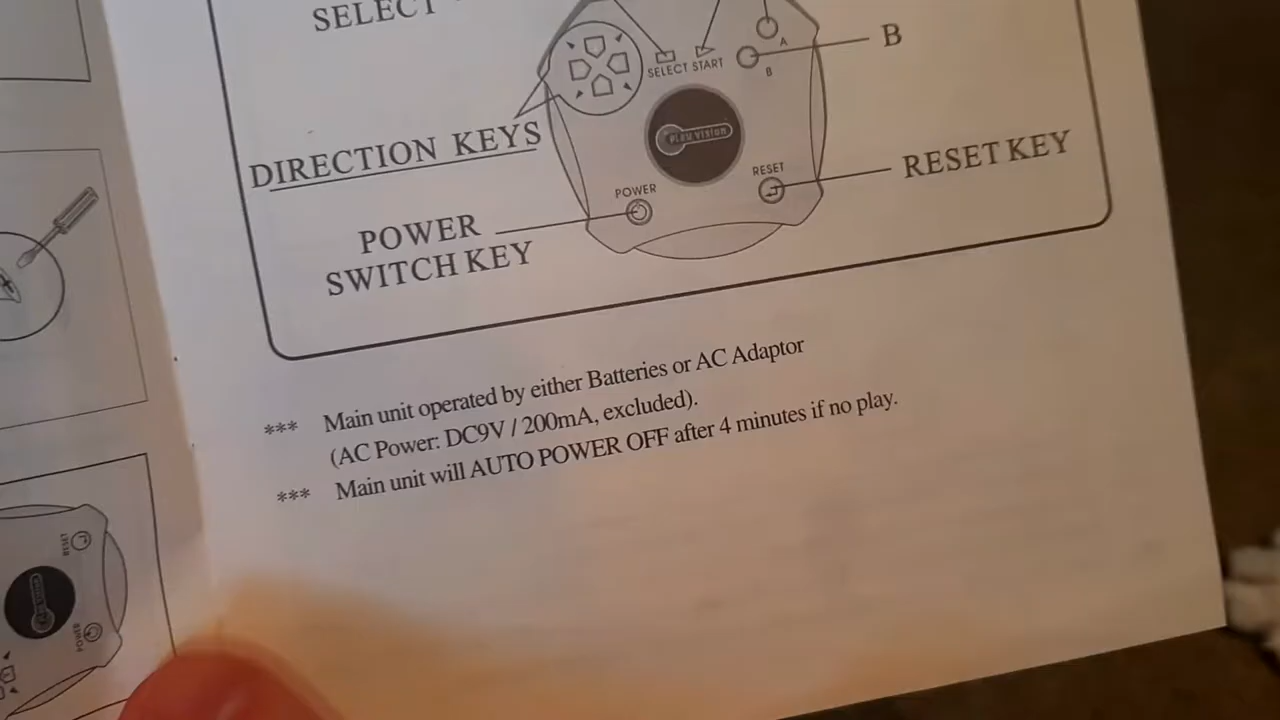 SELECT
A
B
SELECT START
B
DIRECTION KEYS
PLAY VISION
RESET
RESET KEY
POWER
POWER
SWITCH KEY
*** Main unit operated by either Batteries or AC Adaptor
(AC Power: DC9V / 200mA, excluded).
*** Main unit will AUTO POWER OFF after 4 minutes if no play.
RESET
POWER